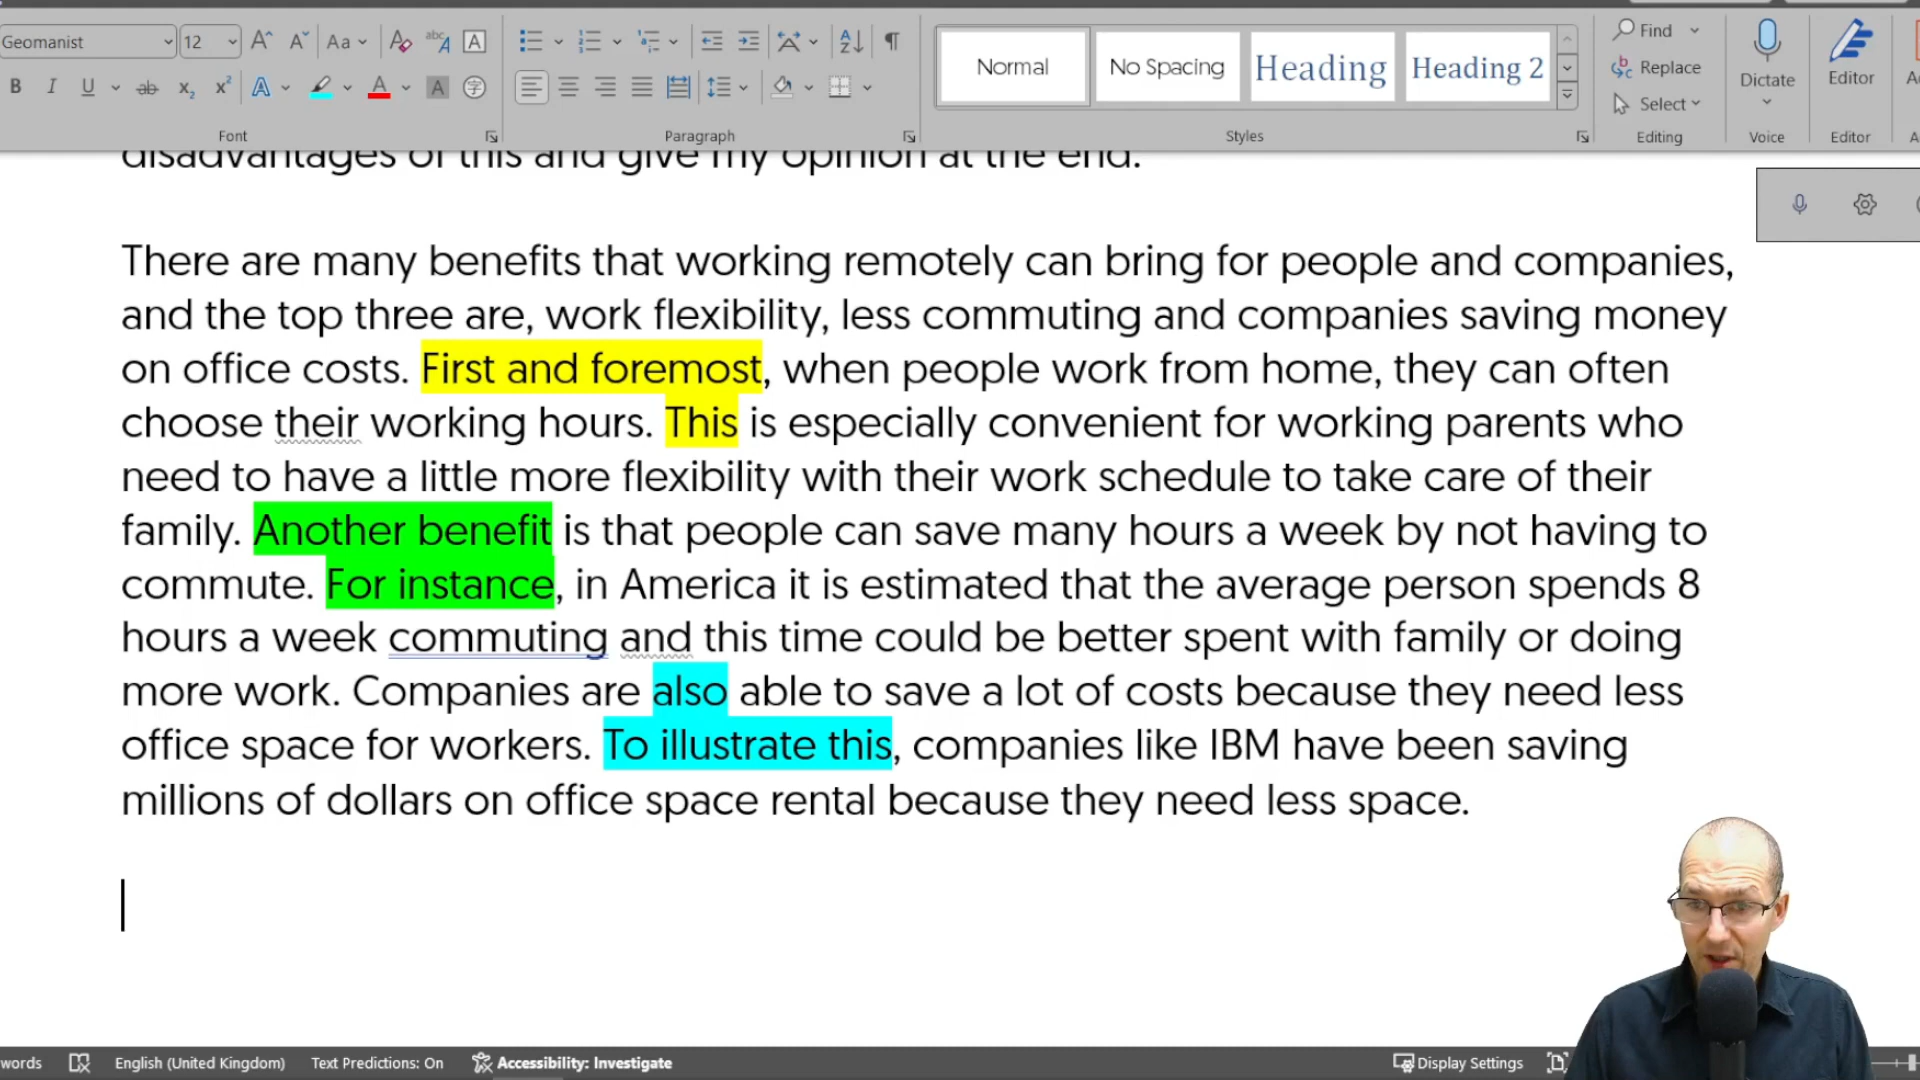 Geomanist 12 Aa Find
Normal No Spacing Heading Heading 2 Replace Dictate Editor
B I U ab x₂ x² A A A Select
Font Paragraph Styles Editing Voice Editor
disadvantages of this and give my opinion at the end.
There are many benefits that working remotely can bring for people and companies,
and the top three are, work flexibility, less commuting and companies saving money
on office costs. First and foremost, when people work from home, they can often
choose their working hours. This is especially convenient for working parents who
need to have a little more flexibility with their work schedule to take care of their
family. Another benefit is that people can save many hours a week by not having to
commute. For instance, in America it is estimated that the average person spends 8
hours a week commuting and this time could be better spent with family or doing
more work. Companies are also able to save a lot of costs because they need less
office space for workers. To illustrate this, companies like IBM have been saving
millions of dollars on office space rental because they need less space.
words English (United Kingdom) Text Predictions: On Accessibility: Investigate Display Settings